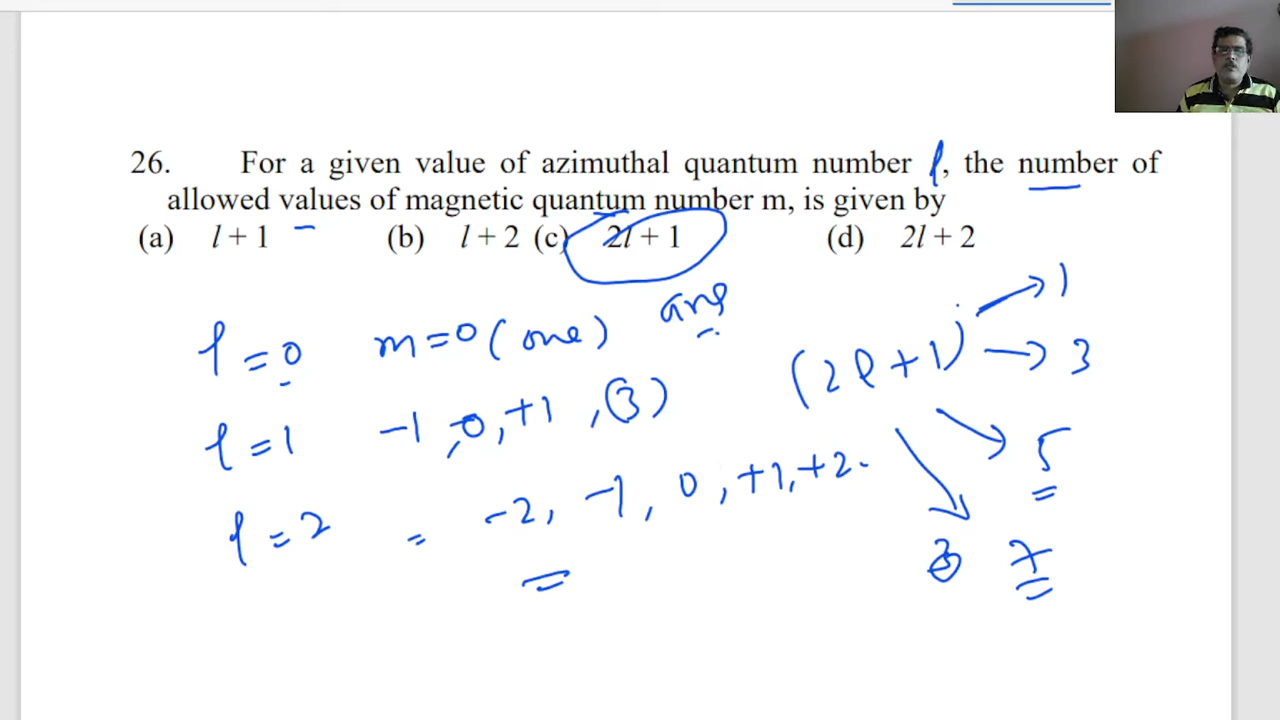 26. For a given value of azimuthal quantum number l, the number of
allowed values of magnetic quantum number m, is given by
(a) l + 1 (b) l + 2 (c) 2l + 1 (d) 2l + 2
ans
l = 0 m = 0 (one)
l = 1 -1, 0, +1, (3)
l = 2 = -2, -1, 0, +1, +2.
(2l + 1) → 1
→ 3
5
3 7